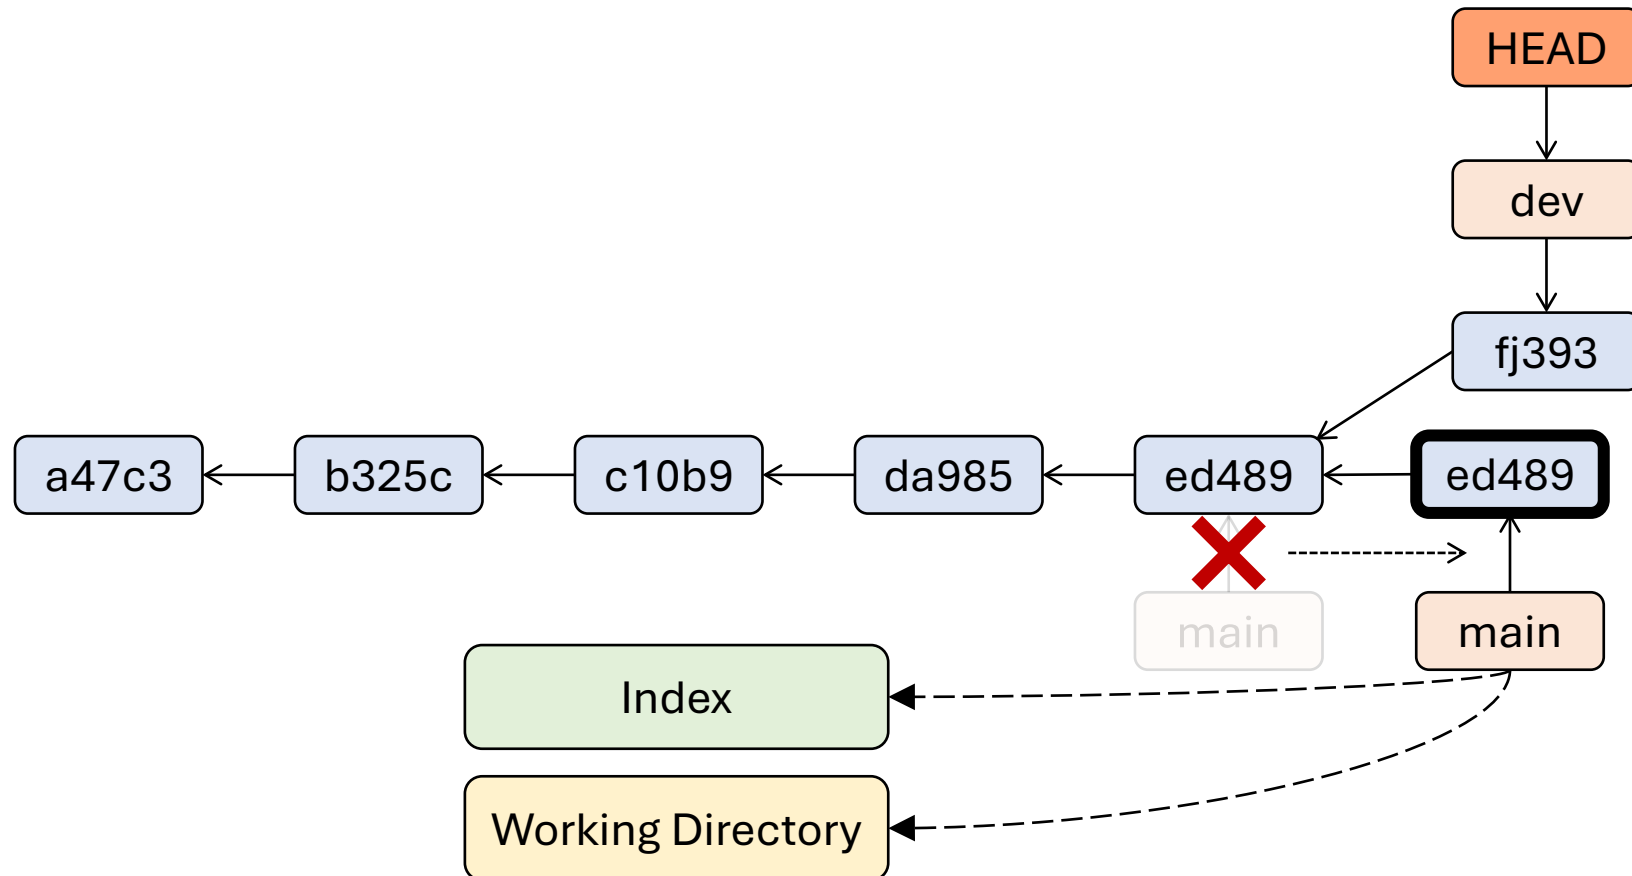 HEAD
dev
fj393
a47c3
b325c
c10b9
da985
ed489
ed489
main
main
Index
Working Directory